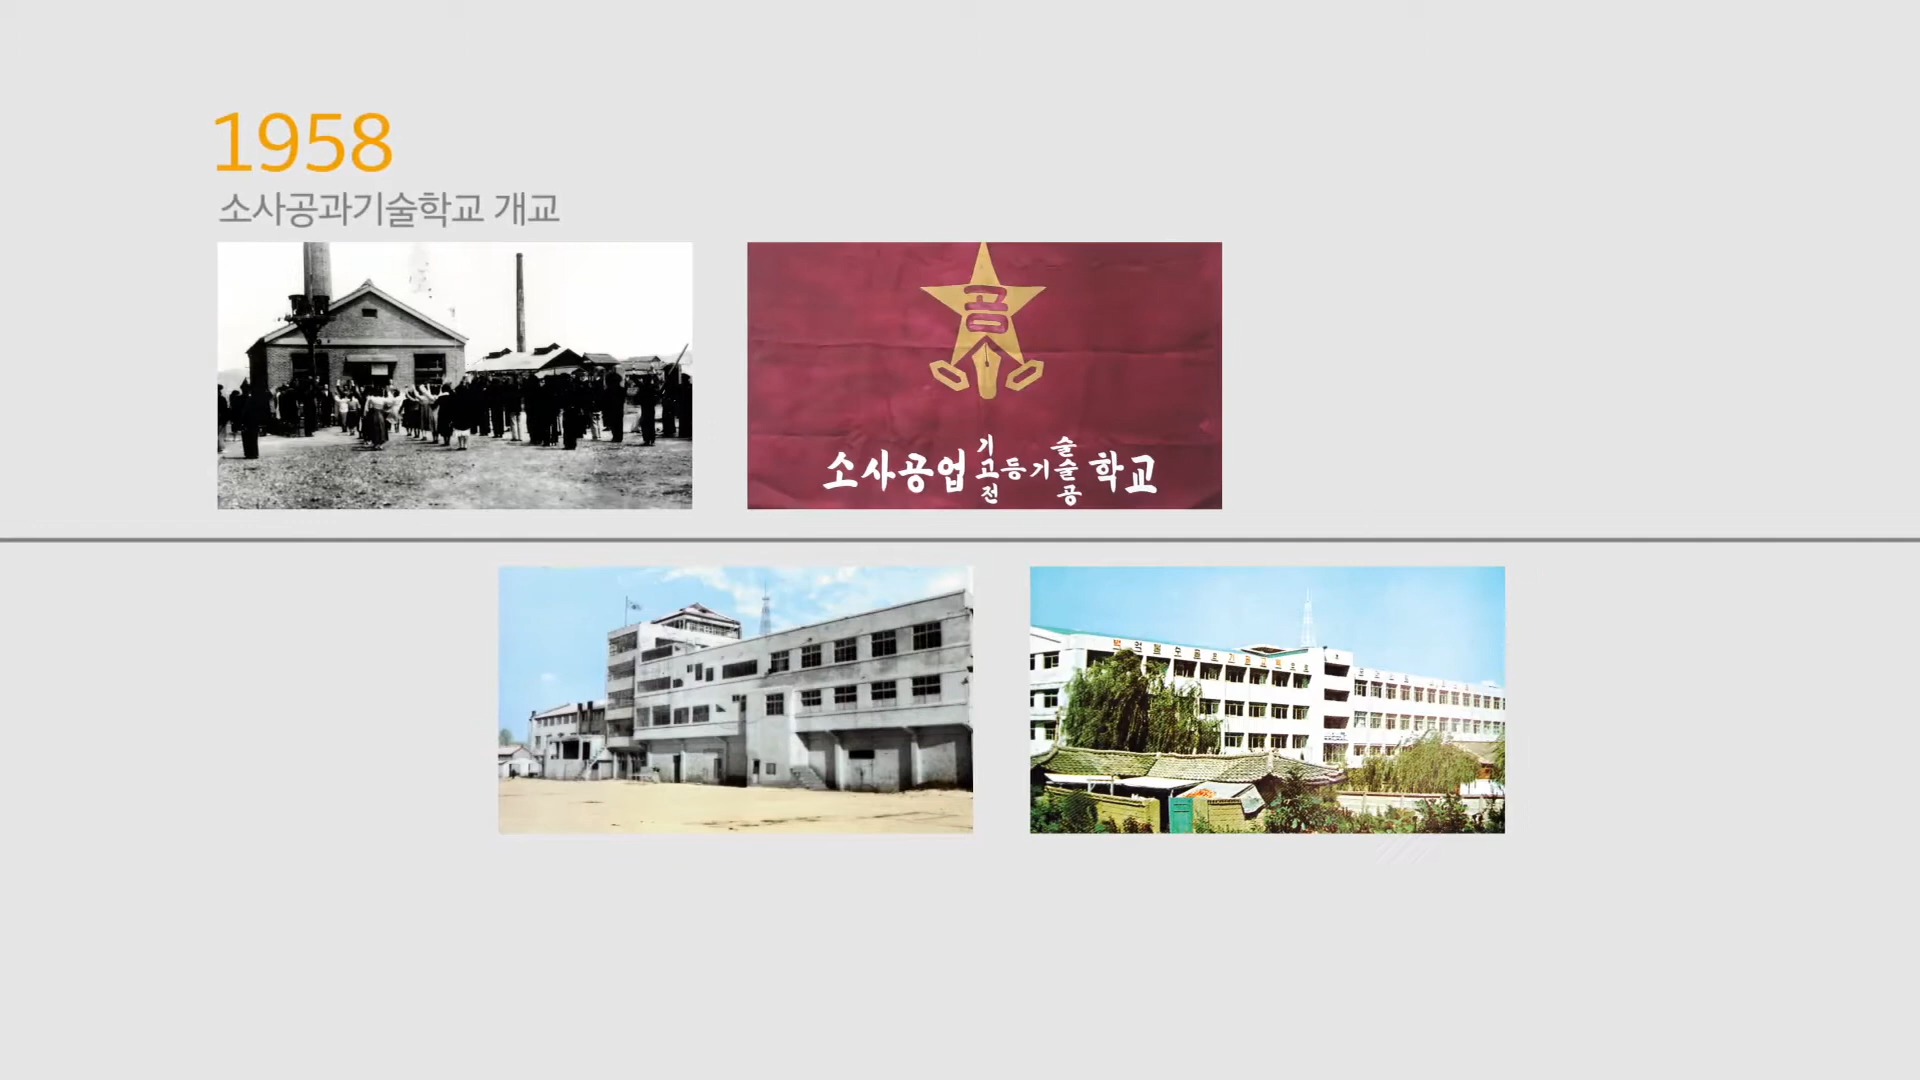 1958
소사공과기술학교 개교
공
기 술
소사공업 고등기술 학교
전 공